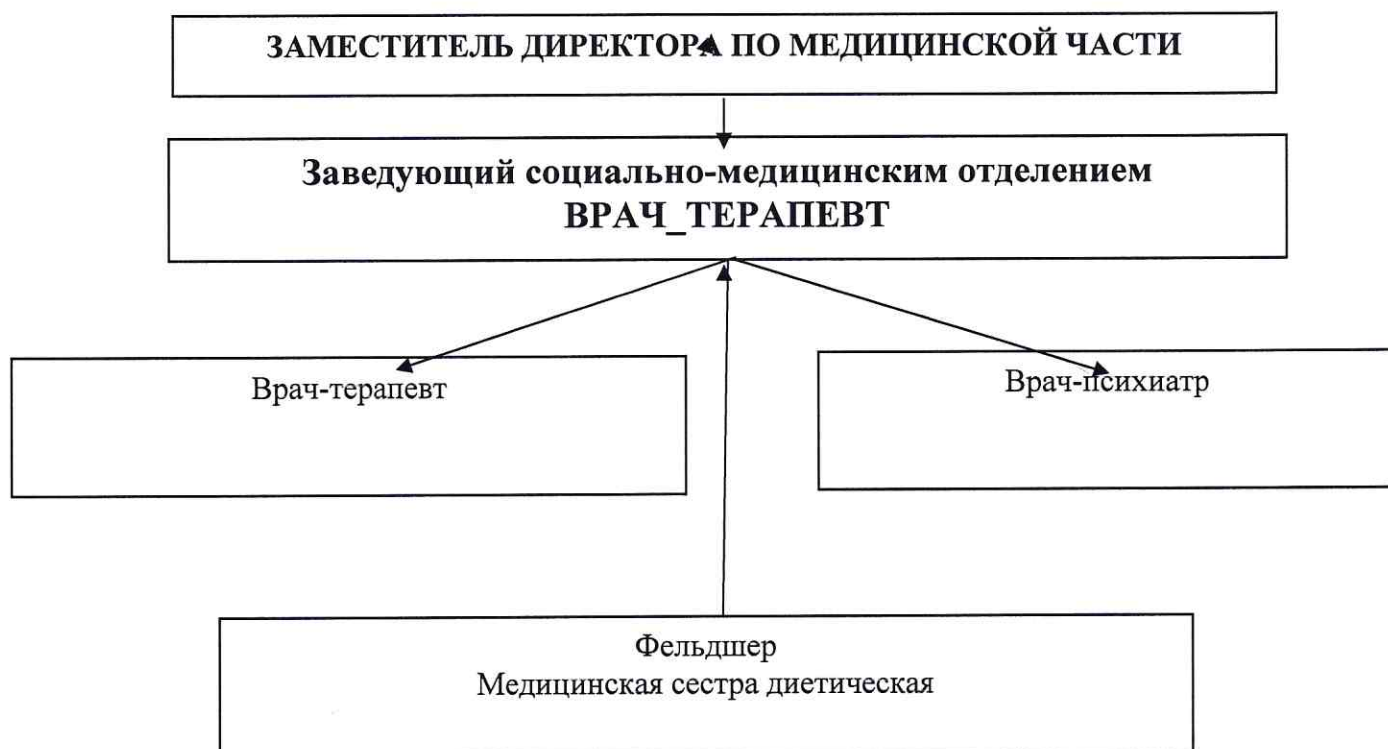 ЗАМЕСТИТЕЛЬ ДИРЕКТОРА ПО МЕДИЦИНСКОЙ ЧАСТИ
Заведующий социально-медицинским отделением
ВРАЧ_ТЕРАПЕВТ
Врач-терапевт
Врач-психиатр
Фельдшер
Медицинская сестра диетическая